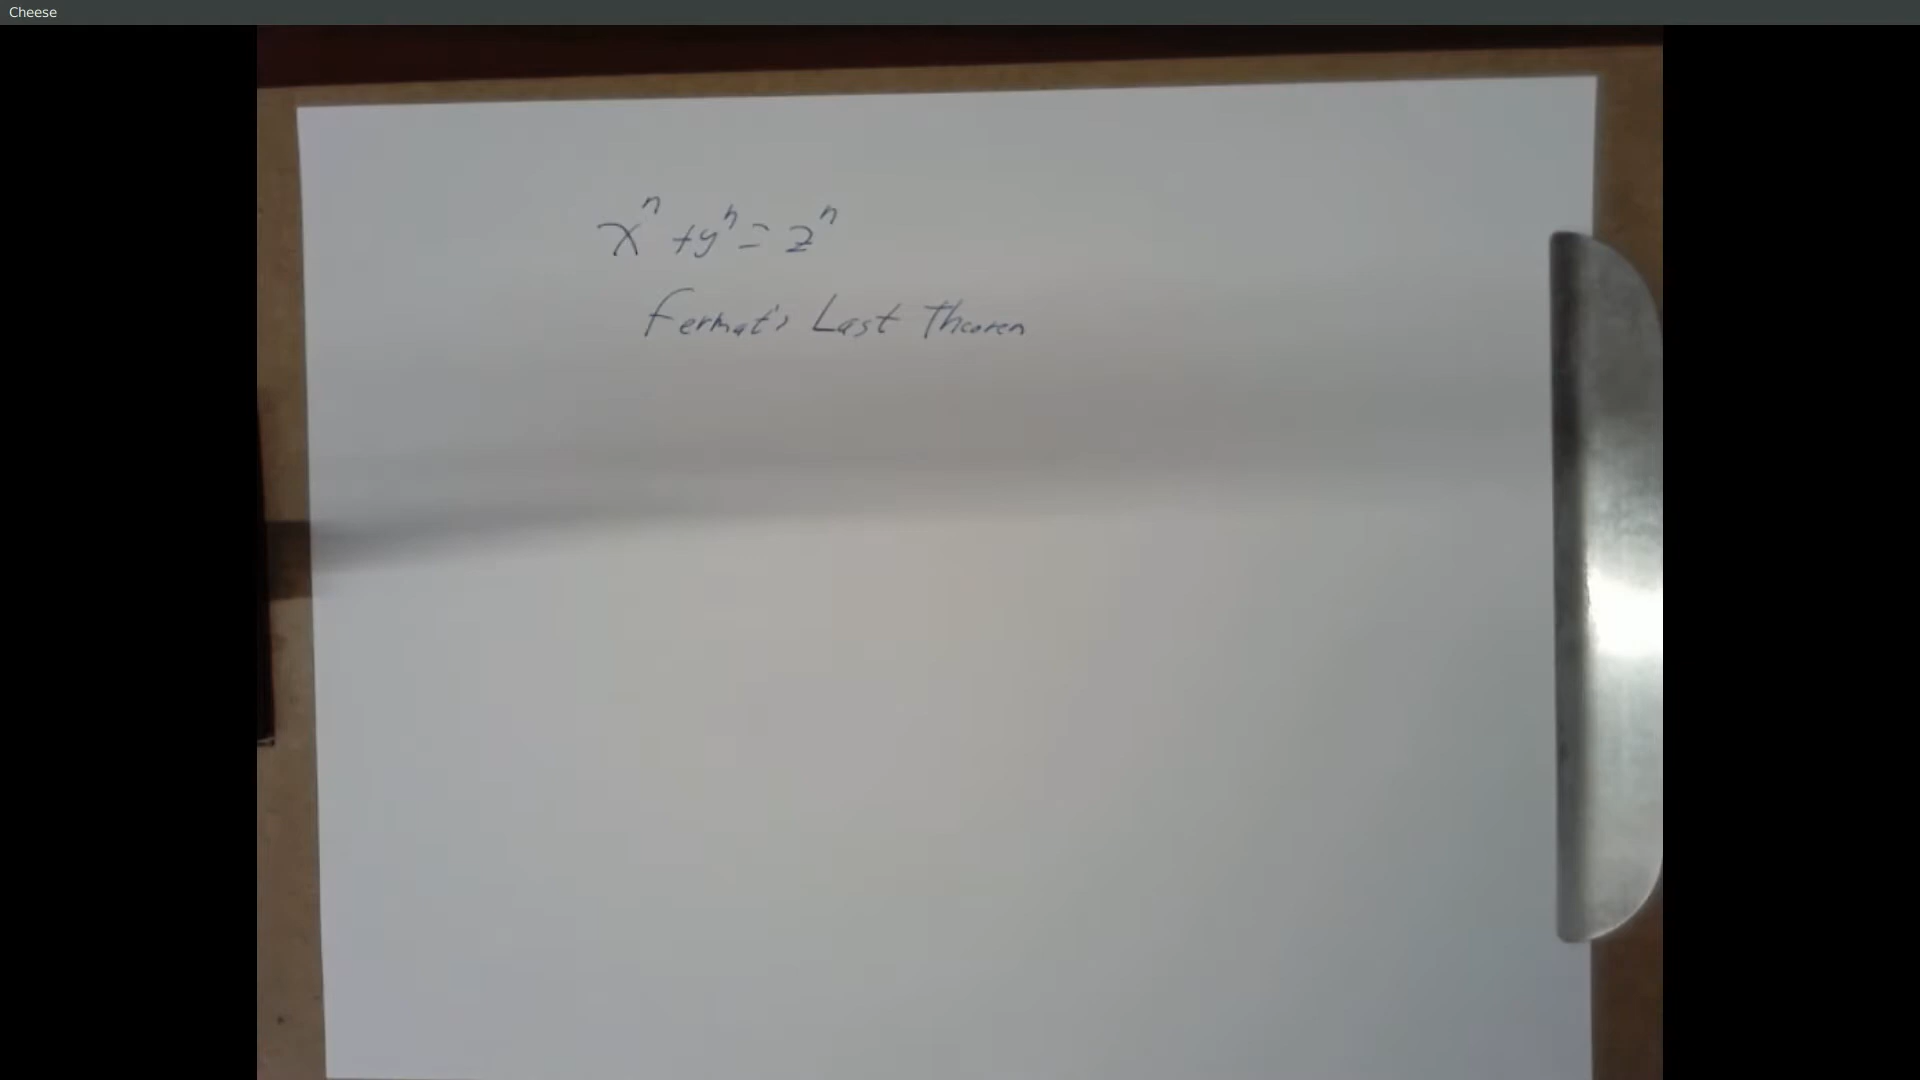 Cheese
xⁿ + yⁿ = zⁿ
Fermat's Last Theorem